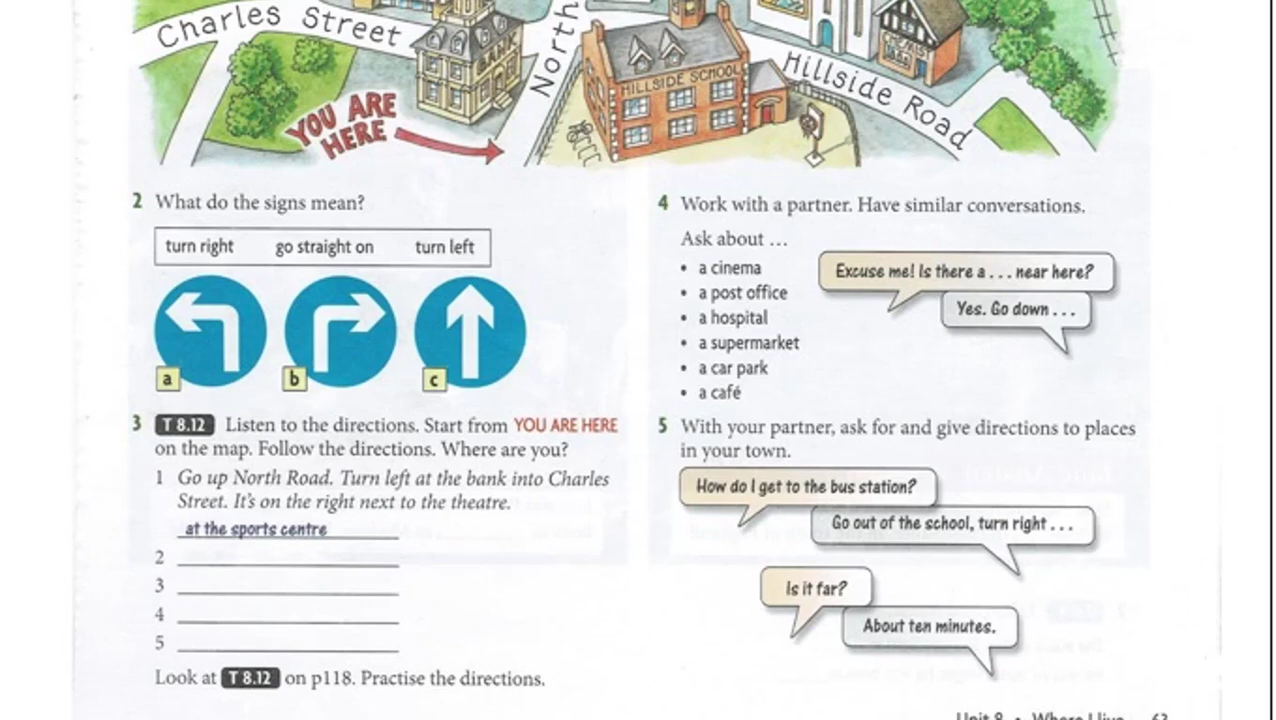 Charles Street
North
BANK
HILLSIDE SCHOOL
CHEMIST
Hillside Road
YOU ARE
HERE
2 What do the signs mean?
turn right go straight on turn left
a b c
3 T 8.12 Listen to the directions. Start from YOU ARE HERE
on the map. Follow the directions. Where are you?
1 Go up North Road. Turn left at the bank into Charles
Street. It's on the right next to the theatre.
at the sports centre
2
3
4
5
Look at T 8.12 on p118. Practise the directions.
4 Work with a partner. Have similar conversations.
Ask about ...
• a cinema
• a post office
• a hospital
• a supermarket
• a car park
• a café
Excuse me! Is there a ... near here?
Yes. Go down ...
5 With your partner, ask for and give directions to places
in your town.
How do I get to the bus station?
Go out of the school, turn right ...
Is it far?
About ten minutes.
Unit 8 • Where I live 63